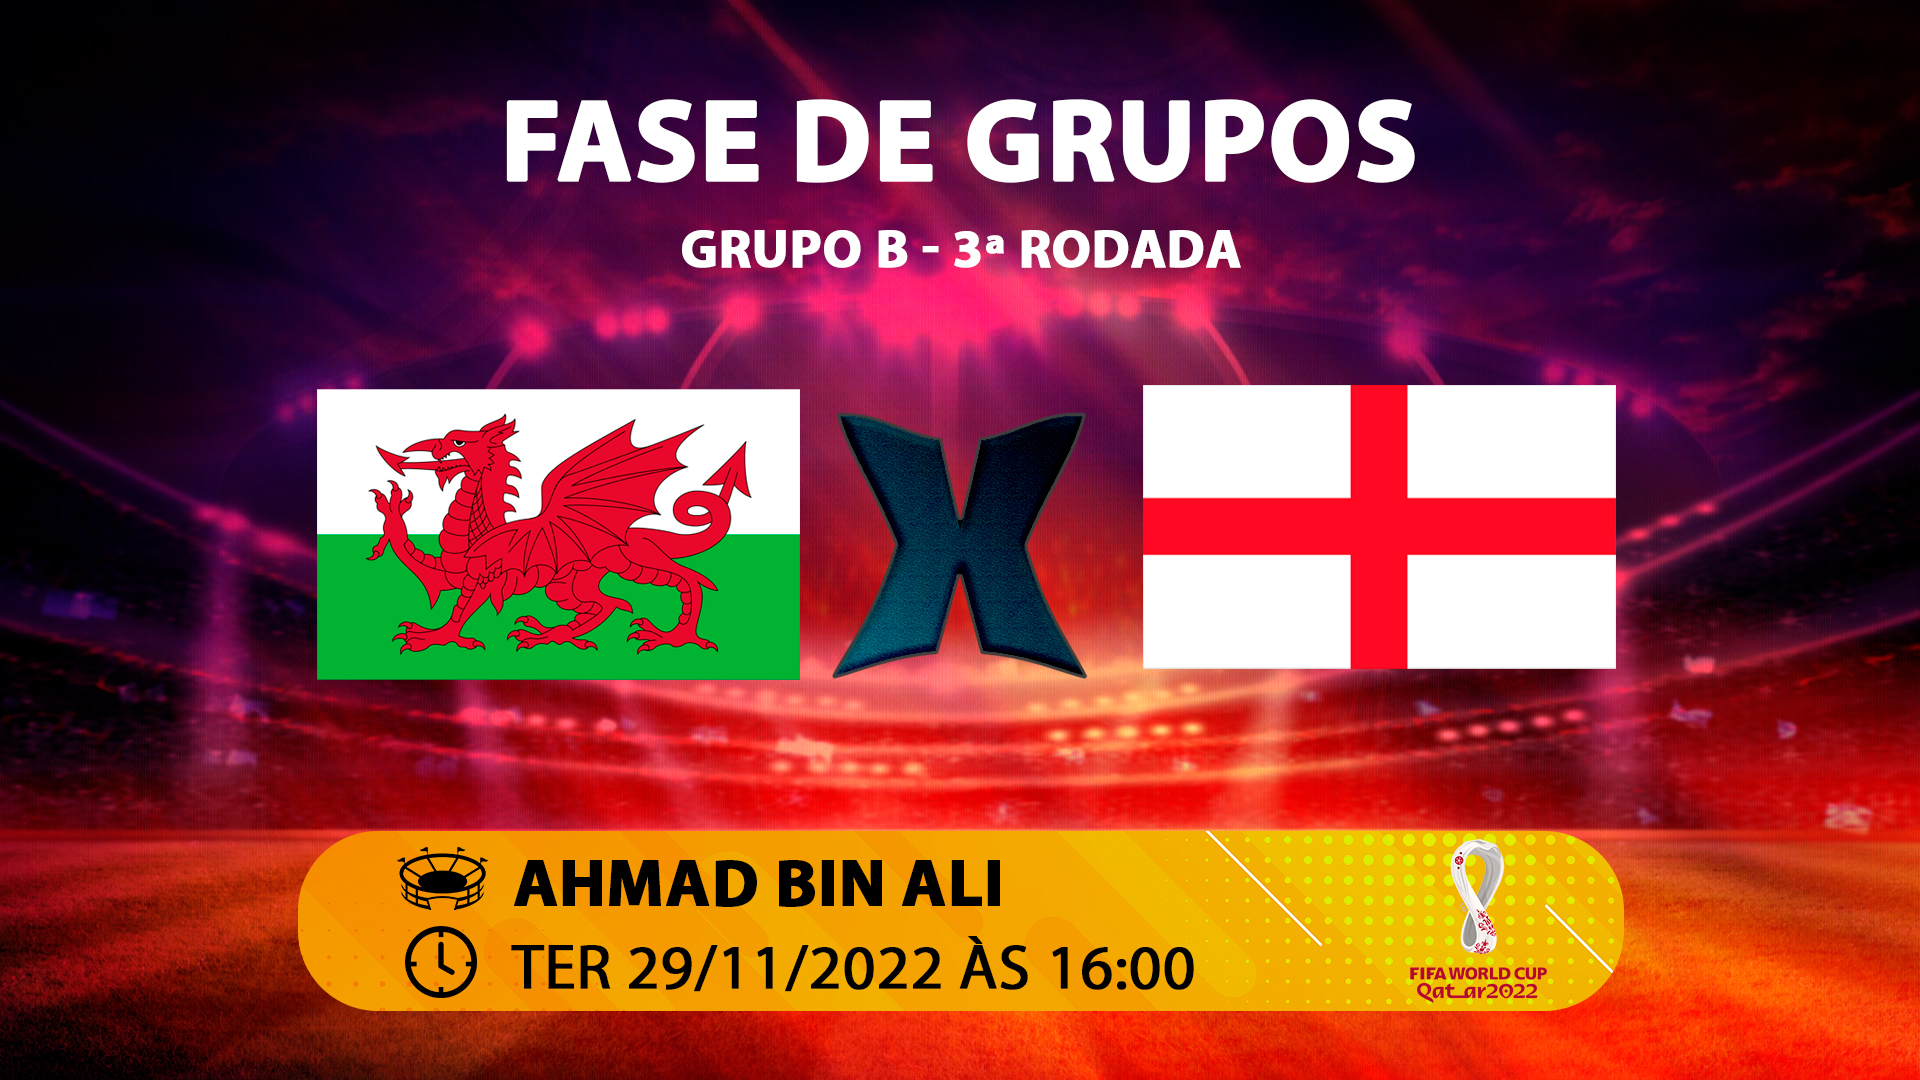 FASE DE GRUPOS
GRUPO B - 3ª RODADA
X
AHMAD BIN ALI
TER 29/11/2022 ÀS 16:00
FIFA WORLD CUP
Qatar2022